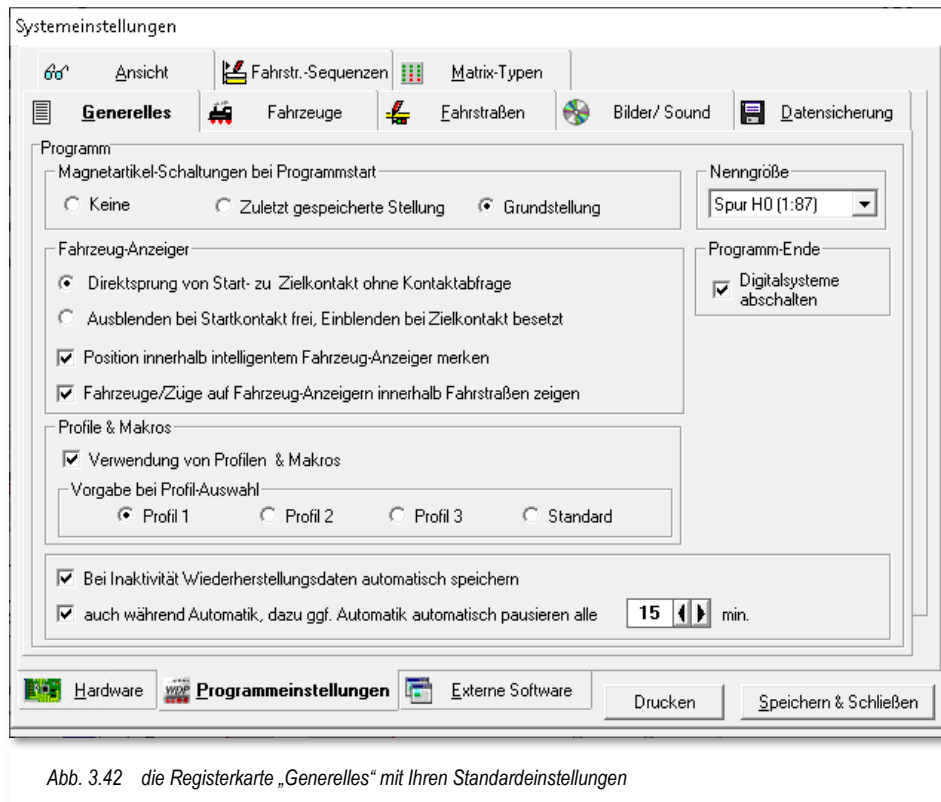 Systemeinstellungen
Ansicht Fahrstr.-Sequenzen Matrix-Typen
Generelles Fahrzeuge Fahrstraßen Bilder/ Sound Datensicherung
Programm
Magnetartikel-Schaltungen bei Programmstart
Keine Zuletzt gespeicherte Stellung Grundstellung
Nenngröße
Spur H0 (1:87)
Fahrzeug-Anzeiger
Direktsprung von Start- zu Zielkontakt ohne Kontaktabfrage
Ausblenden bei Startkontakt frei, Einblenden bei Zielkontakt besetzt
Position innerhalb intelligentem Fahrzeug-Anzeiger merken
Fahrzeuge/Züge auf Fahrzeug-Anzeigern innerhalb Fahrstraßen zeigen
Programm-Ende
Digitalsysteme
abschalten
Profile & Makros
Verwendung von Profilen & Makros
Vorgabe bei Profil-Auswahl
Profil 1 Profil 2 Profil 3 Standard
Bei Inaktivität Wiederherstellungsdaten automatisch speichern
auch während Automatik, dazu ggf. Automatik automatisch pausieren alle 15 min.
Hardware WDP Programmeinstellungen Externe Software
Drucken Speichern & Schließen
Abb. 3.42 die Registerkarte „Generelles“ mit Ihren Standardeinstellungen